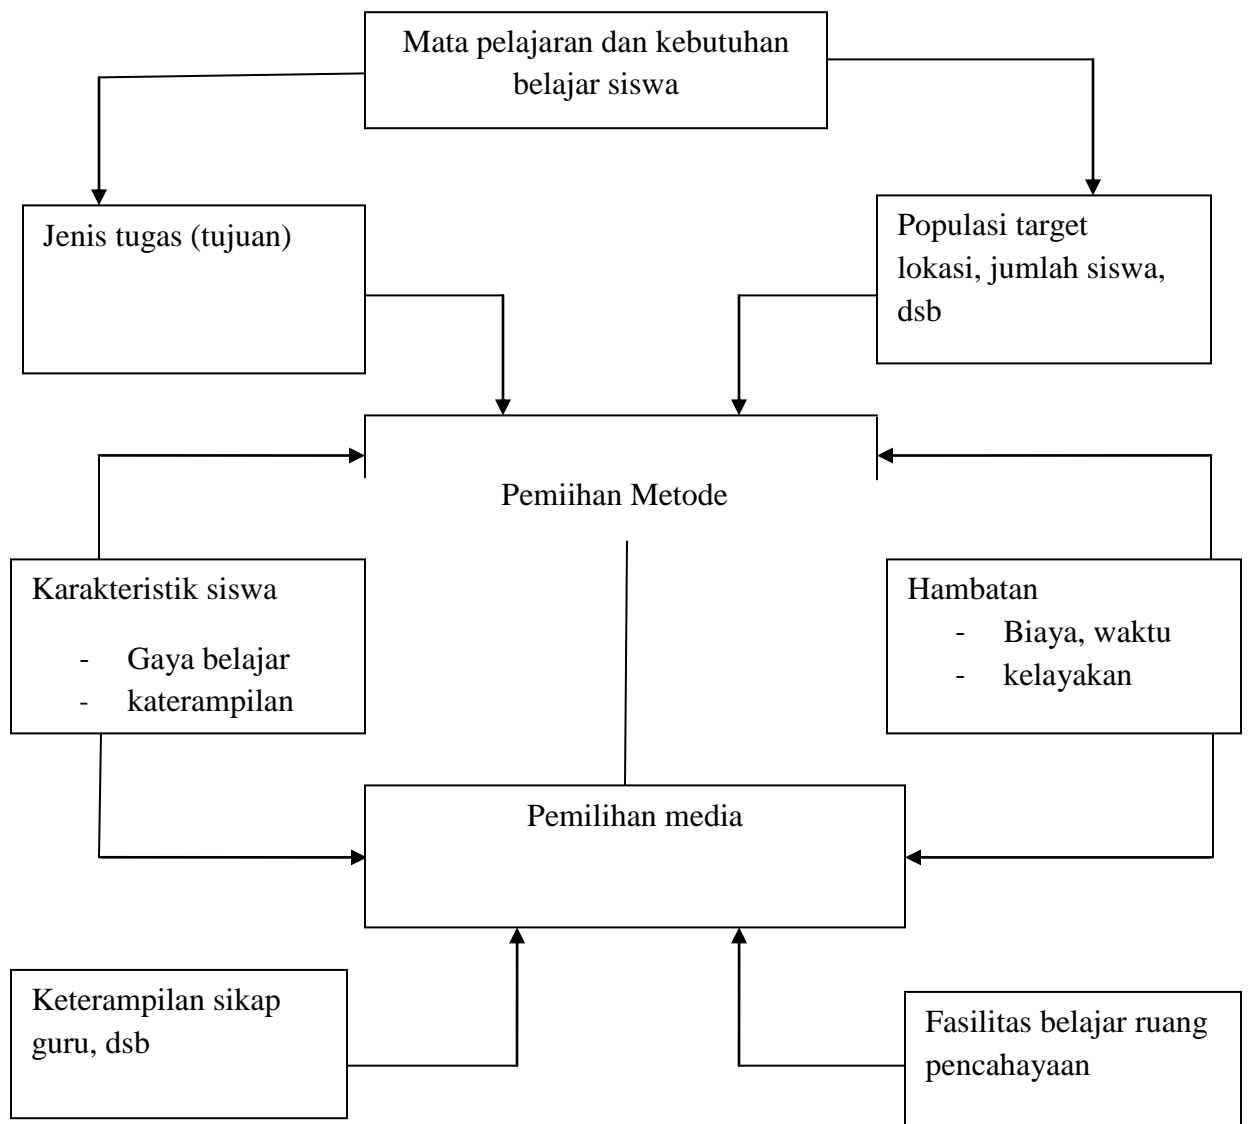 Mata pelajaran dan kebutuhan
belajar siswa
Jenis tugas (tujuan)
Populasi target
lokasi, jumlah siswa,
dsb
Pemiihan Metode
Karakteristik siswa
- Gaya belajar
- katerampilan
Hambatan
- Biaya, waktu
- kelayakan
Pemilihan media
Keterampilan sikap
guru, dsb
Fasilitas belajar ruang
pencahayaan